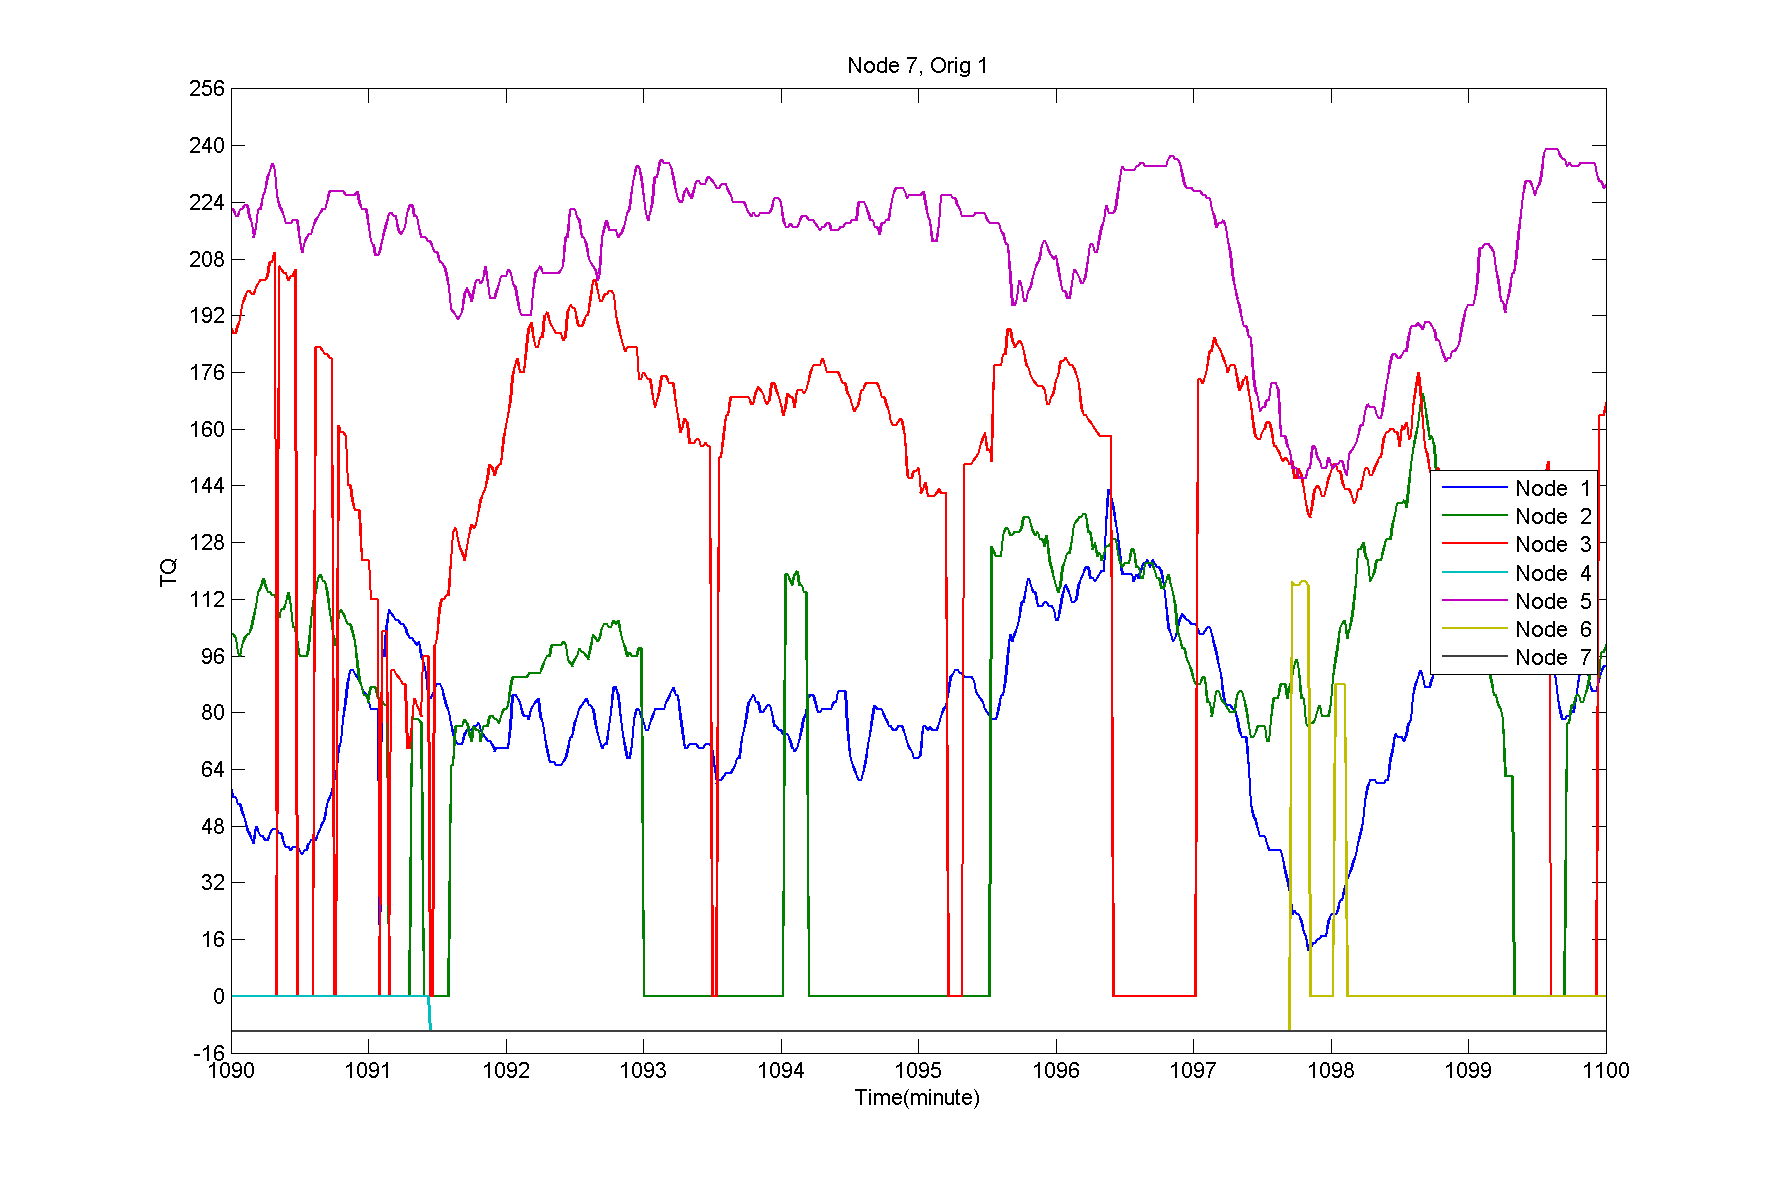 Node 7, Orig 1
256
240
224
208
192
176
160
144
128
112
96
80
64
48
32
16
0
-16
TQ
Node 1
Node 2
Node 3
Node 4
Node 5
Node 6
Node 7
1090 1091 1092 1093 1094 1095 1096 1097 1098 1099 1100
Time(minute)